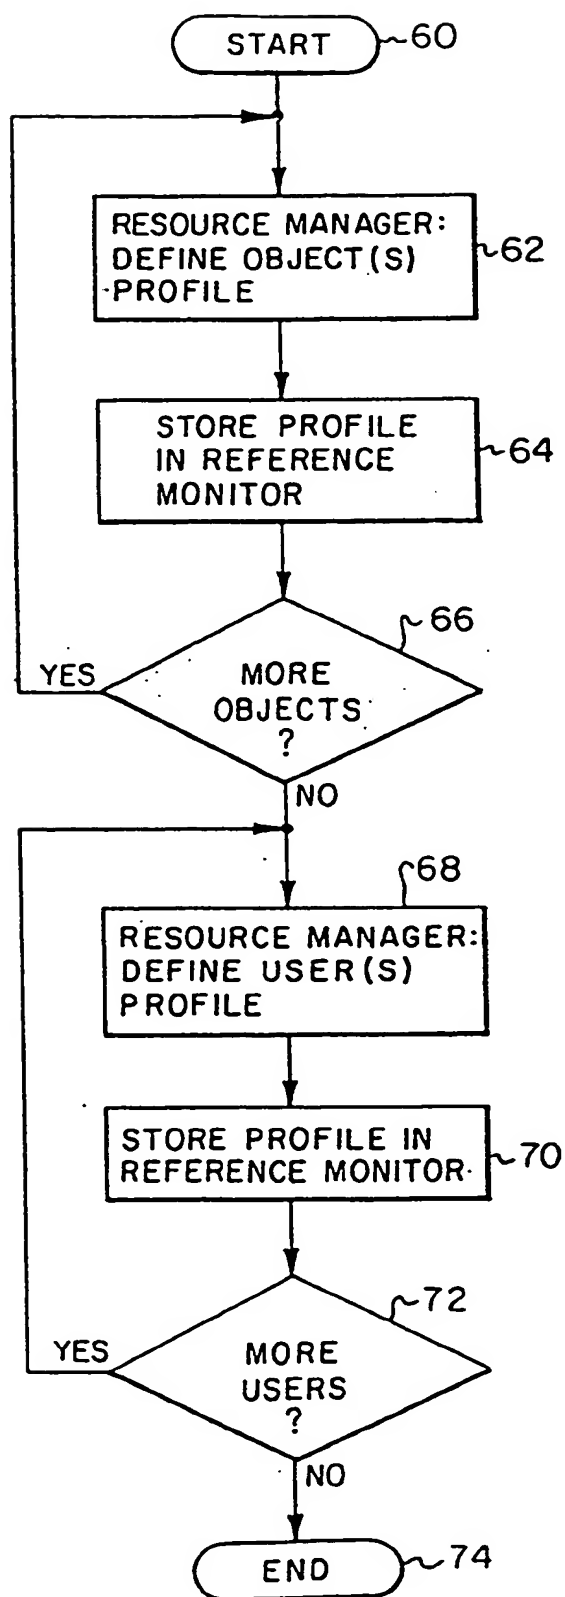 START
60
RESOURCE MANAGER:
DEFINE OBJECT(S)
PROFILE
62
STORE PROFILE
IN REFERENCE
MONITOR
64
66
YES
MORE
OBJECTS
?
NO
68
RESOURCE MANAGER:
DEFINE USER(S)
PROFILE
STORE PROFILE IN
REFERENCE MONITOR
70
72
YES
MORE
USERS
?
NO
END
74